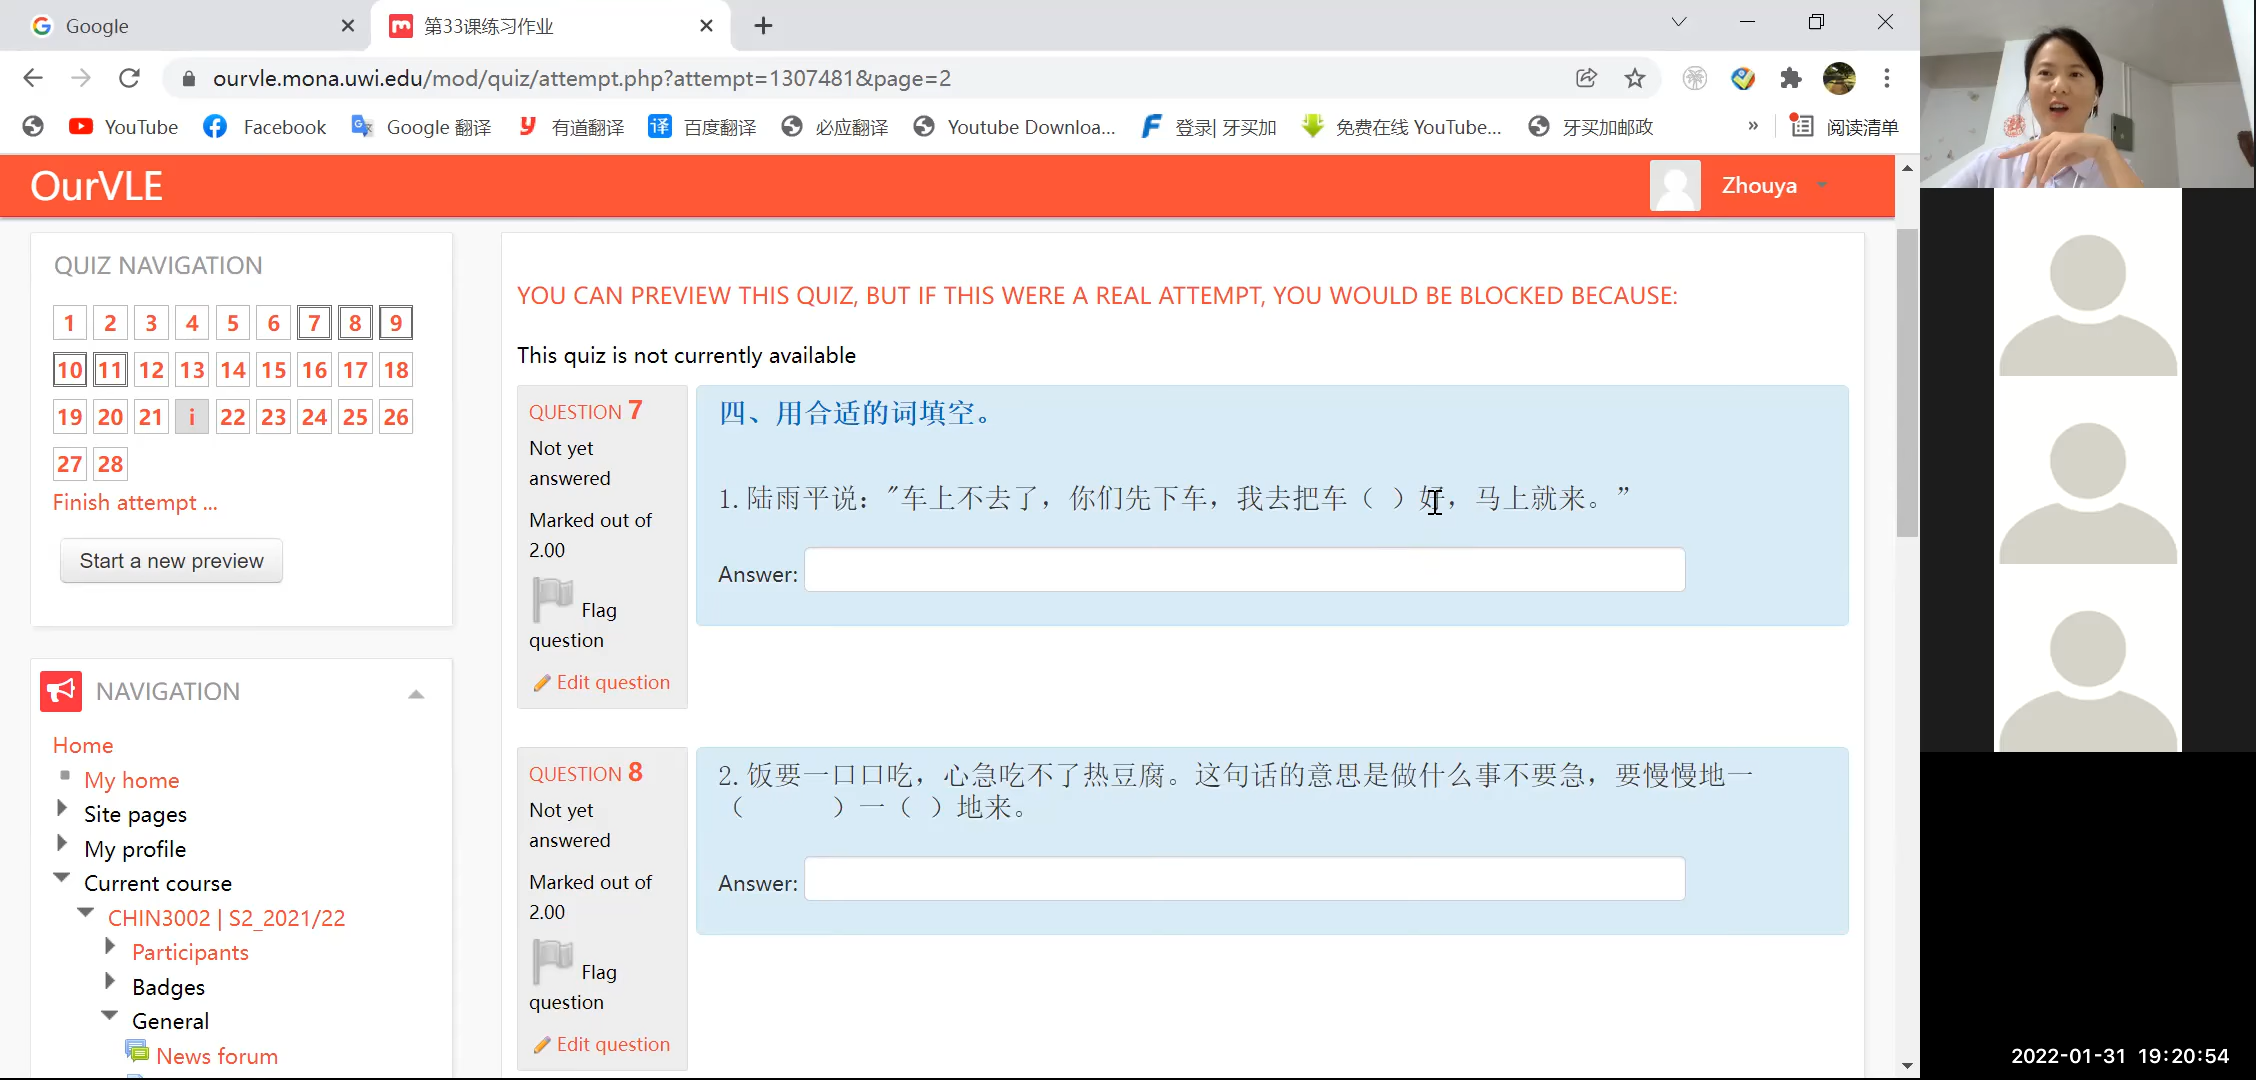 Google
第33课练习作业
ourvle.mona.uwi.edu/mod/quiz/attempt.php?attempt=1307481&page=2
YouTube
Facebook
Google 翻译
有道翻译
百度翻译
必应翻译
Youtube Downloa...
登录| 牙买加
免费在线 YouTube...
牙买加邮政
»
阅读清单
OurVLE
Zhouya
QUIZ NAVIGATION
1 2 3 4 5 6 7 8 9
10 11 12 13 14 15 16 17 18
19 20 21 i 22 23 24 25 26
27 28
Finish attempt ...
Start a new preview
NAVIGATION
Home
My home
Site pages
My profile
Current course
CHIN3002 | S2_2021/22
Participants
Badges
General
News forum
YOU CAN PREVIEW THIS QUIZ, BUT IF THIS WERE A REAL ATTEMPT, YOU WOULD BE BLOCKED BECAUSE:
This quiz is not currently available
QUESTION 7
Not yet
answered
Marked out of
2.00
Flag
question
Edit question
四、用合适的词填空。
1.陆雨平说："车上不去了，你们先下车，我去把车（ ）好，马上就来。”
Answer:
QUESTION 8
Not yet
answered
Marked out of
2.00
Flag
question
Edit question
2.饭要一口口吃，心急吃不了热豆腐。这句话的意思是做什么事不要急，要慢慢地一
（ ）一（ ）地来。
Answer:
2022-01-31 19:20:54